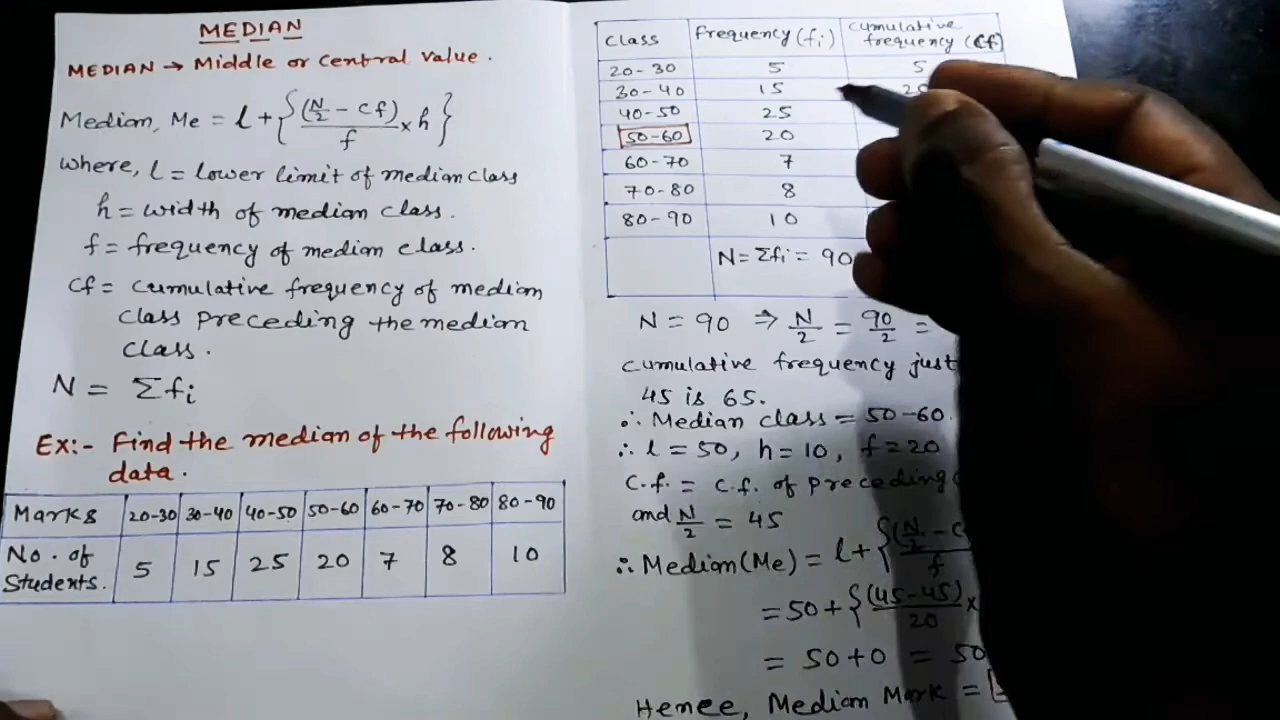 MEDIAN
MEDIAN → Middle or central value.
Median, Me = l + {(N/2 - cf)/f × h}
where, l = lower limit of median class
h = width of median class.
f = frequency of median class.
Cf = cumulative frequency of median
class preceding the median
class.
N = Σfi
Ex:- Find the median of the following
data.
Marks 20-30 30-40 40-50 50-60 60-70 70-80 80-90
No. of
Students. 5 15 25 20 7 8 10
Class frequency (fi) cumulative
frequency (Cf)
20-30 5 5
30-40 15 20
40-50 25
50-60 20
60-70 7
70-80 8
80-90 10
N = Σfi = 90
N = 90 ⇒ N/2 = 90/2 =
cumulative frequency just
45 is 65.
∴ Median class = 50-60.
∴ l = 50, h = 10, f = 20
C.f. = c.f. of preceding
and N/2 = 45
∴ Median(Me) = l + {(N/2 - c
f
= 50 + {(45-45)/20 ×
= 50 + 0 = 50
Hence, Median Mark =